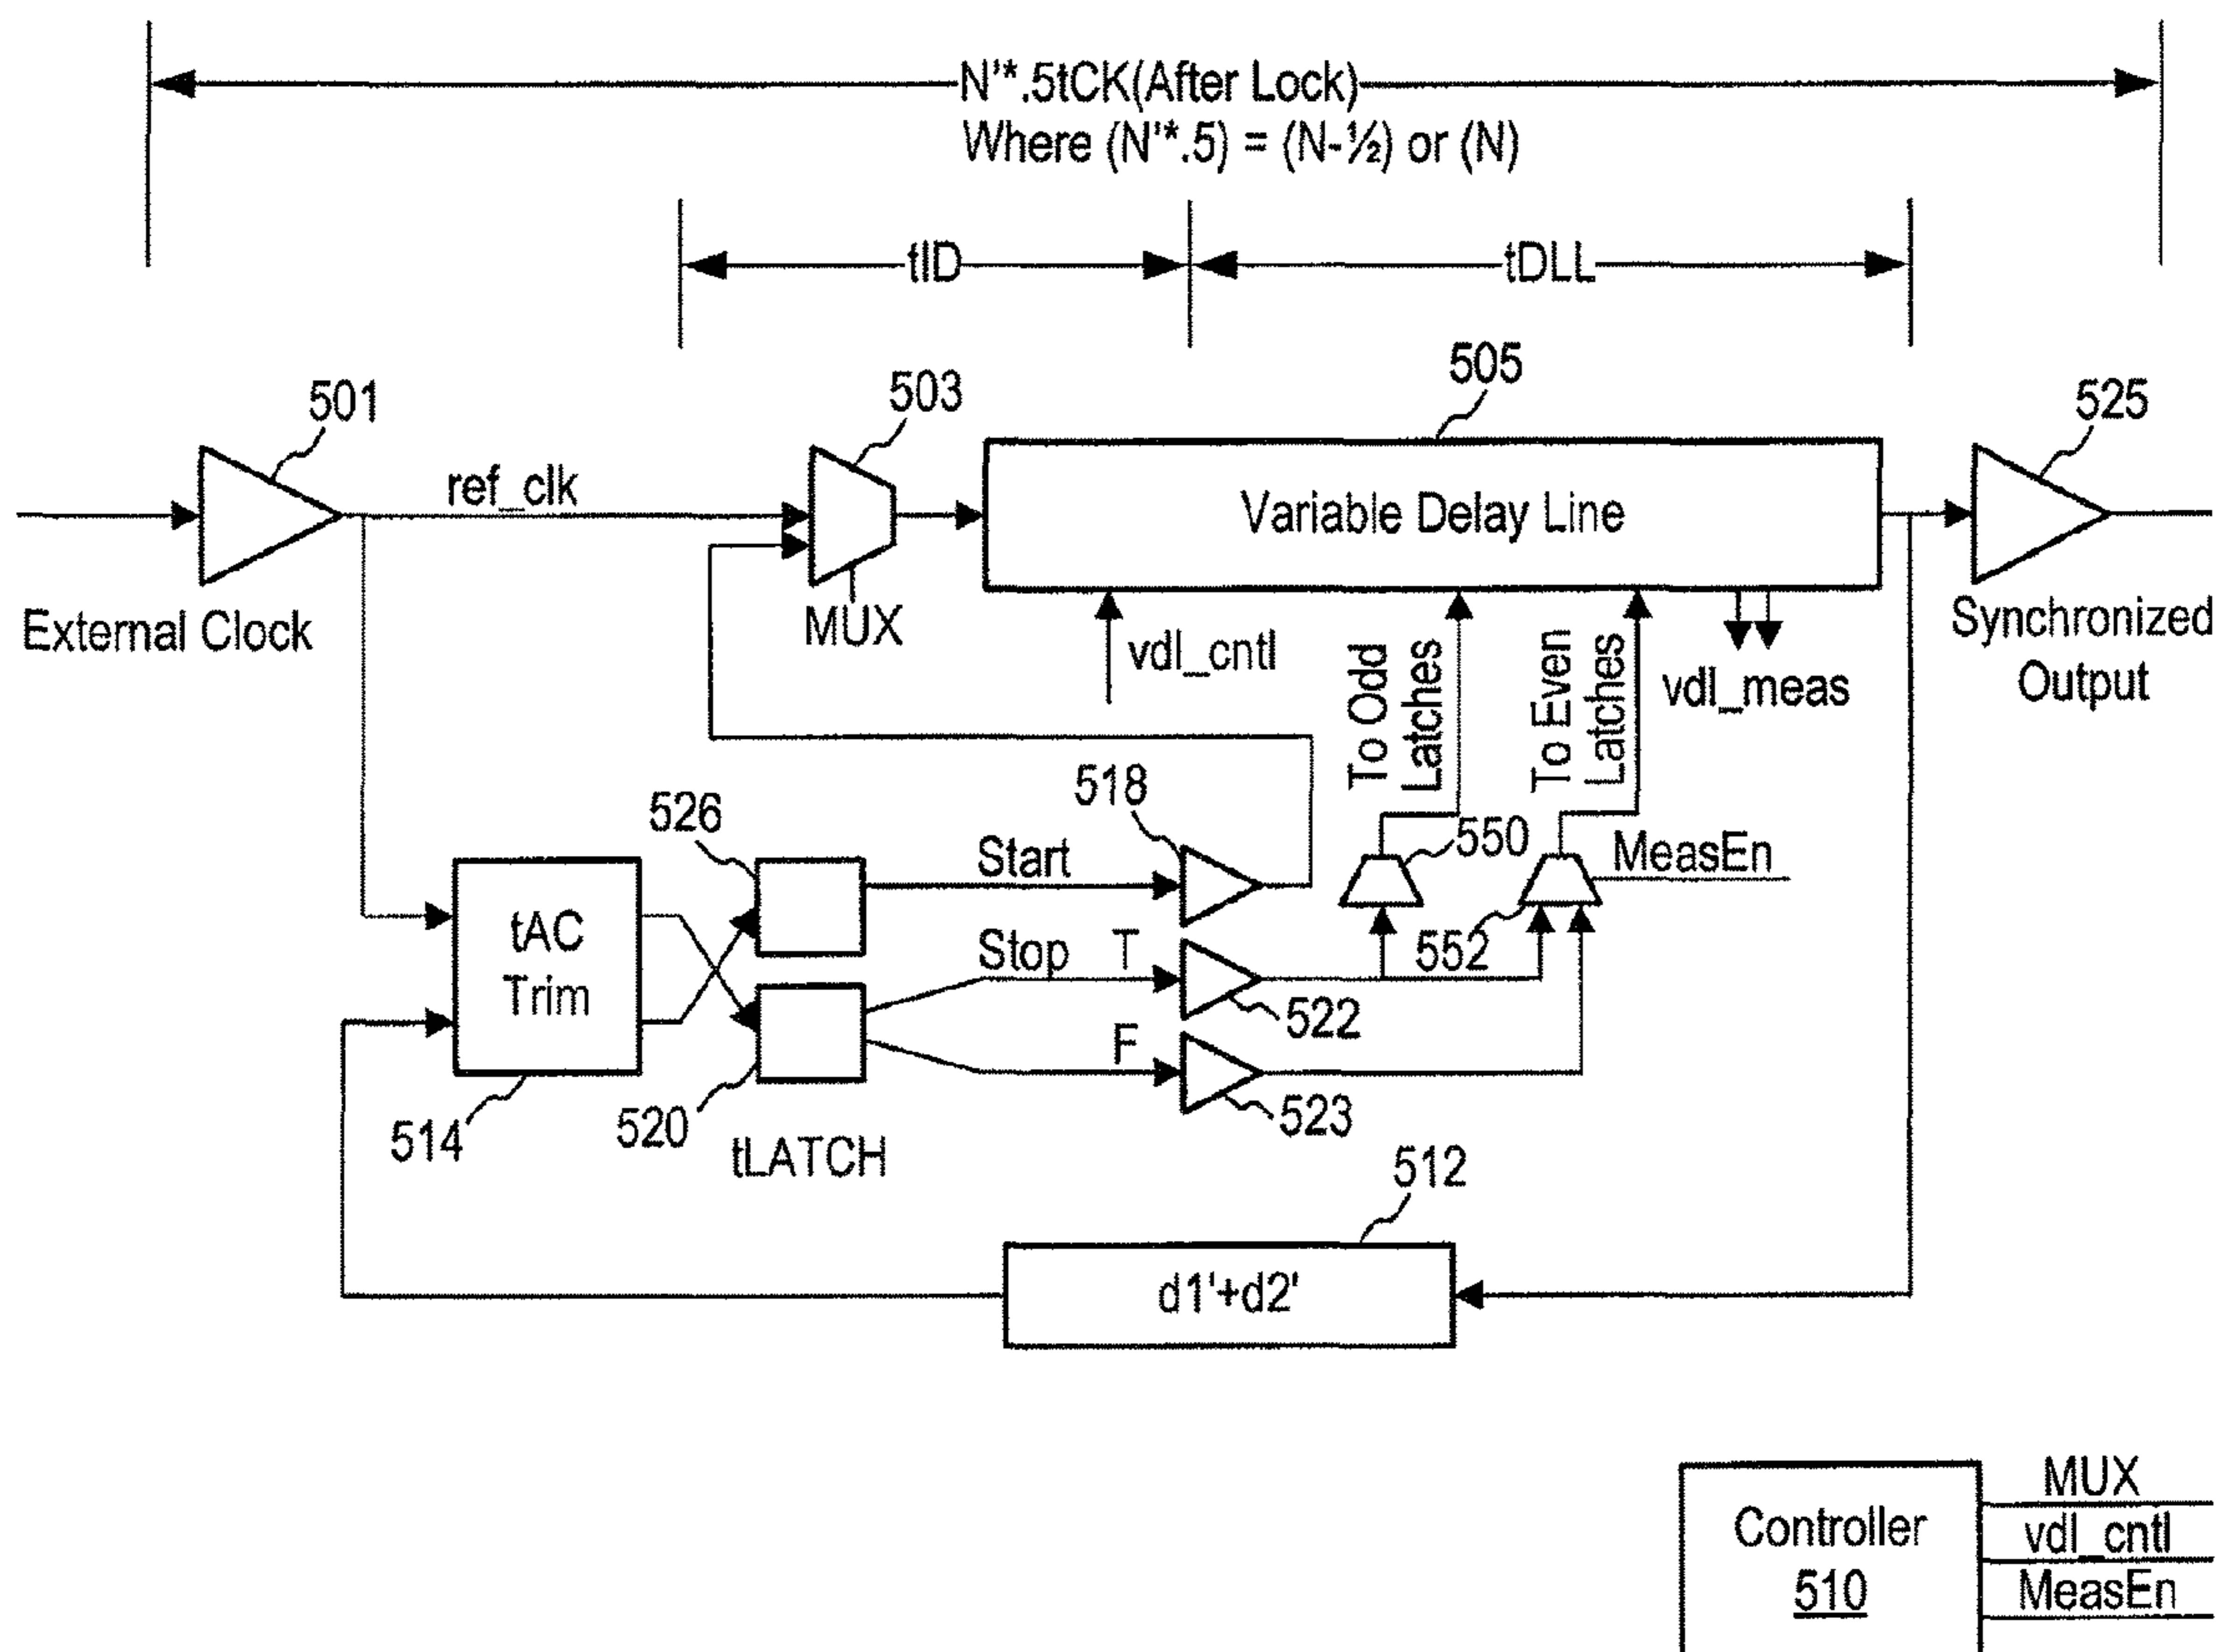 N'*.5tCK(After Lock)
Where (N'*.5) = (N-½) or (N)
tID
tDLL
501
503
505
525
ref_clk
Variable Delay Line
External Clock
MUX
vdl_cntl
To Odd
Latches
To Even
Latches
vdl_meas
Synchronized
Output
526
518
Start
550
MeasEn
tAC
Trim
Stop
T
552
522
F
514
520
523
tLATCH
512
d1'+d2'
Controller
510
MUX
vdl_cntl
MeasEn